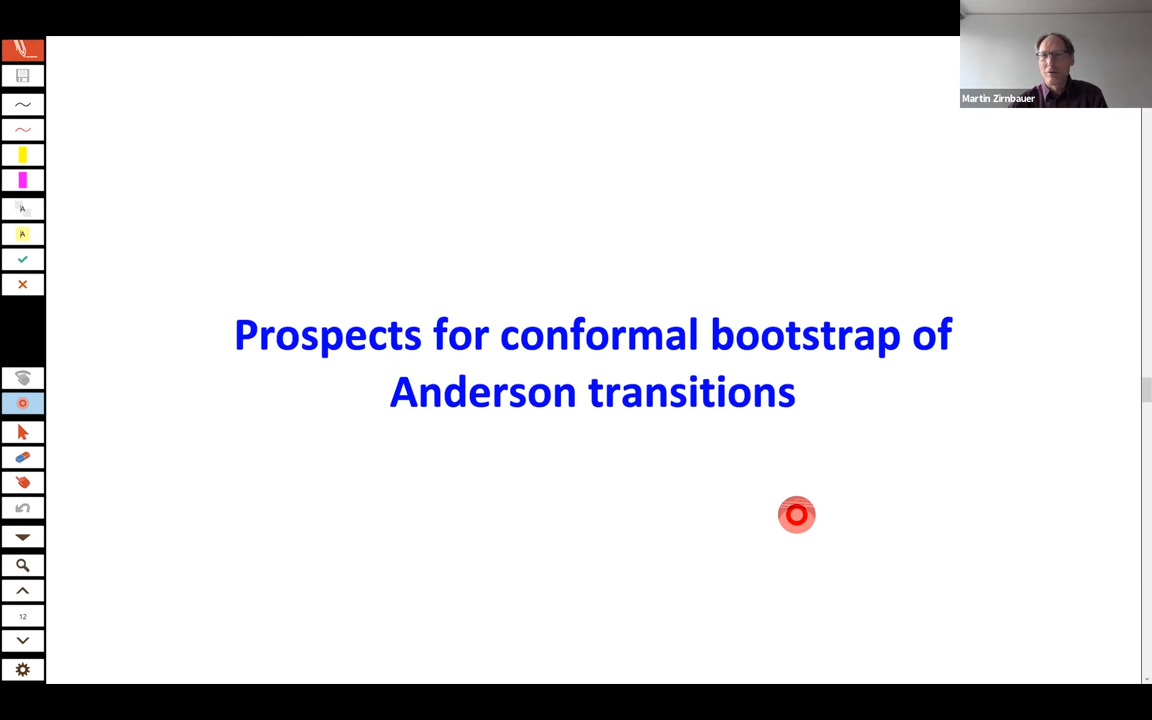 Martin Zirnbauer
Prospects for conformal bootstrap of
Anderson transitions
A
A
12